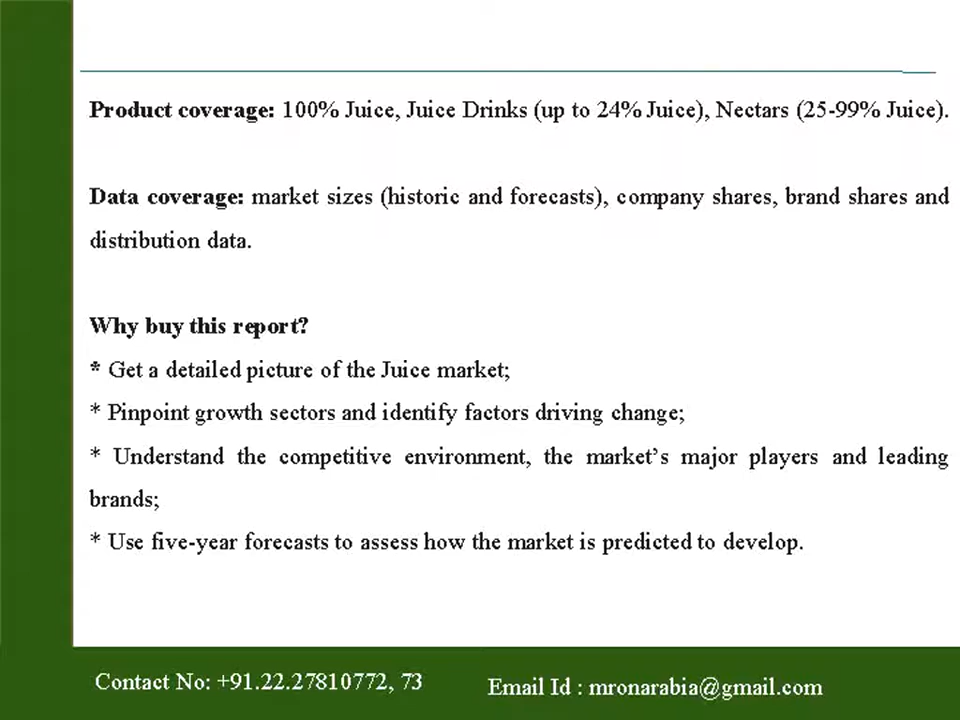 Product coverage: 100% Juice, Juice Drinks (up to 24% Juice), Nectars (25-99% Juice).
Data coverage: market sizes (historic and forecasts), company shares, brand shares and
distribution data.
Why buy this report?
* Get a detailed picture of the Juice market;
* Pinpoint growth sectors and identify factors driving change;
* Understand the competitive environment, the market’s major players and leading
brands;
* Use five-year forecasts to assess how the market is predicted to develop.
Contact No: +91.22.27810772, 73
Email Id : mronarabia@gmail.com